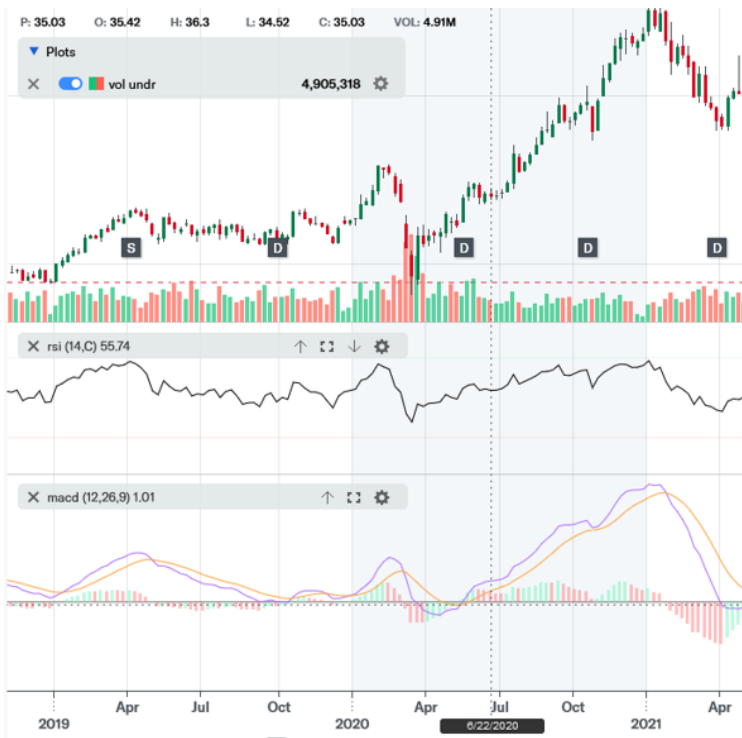 P: 35.03 O: 35.42 H: 36.3 L: 34.52 C: 35.03 VOL: 4.91M
Plots
vol undr 4,905,318
S D D D D
rsi (14,C) 55.74
macd (12,26,9) 1.01
Apr Jul Oct Apr Jul Oct Apr
2019 2020 6/22/2020 2021